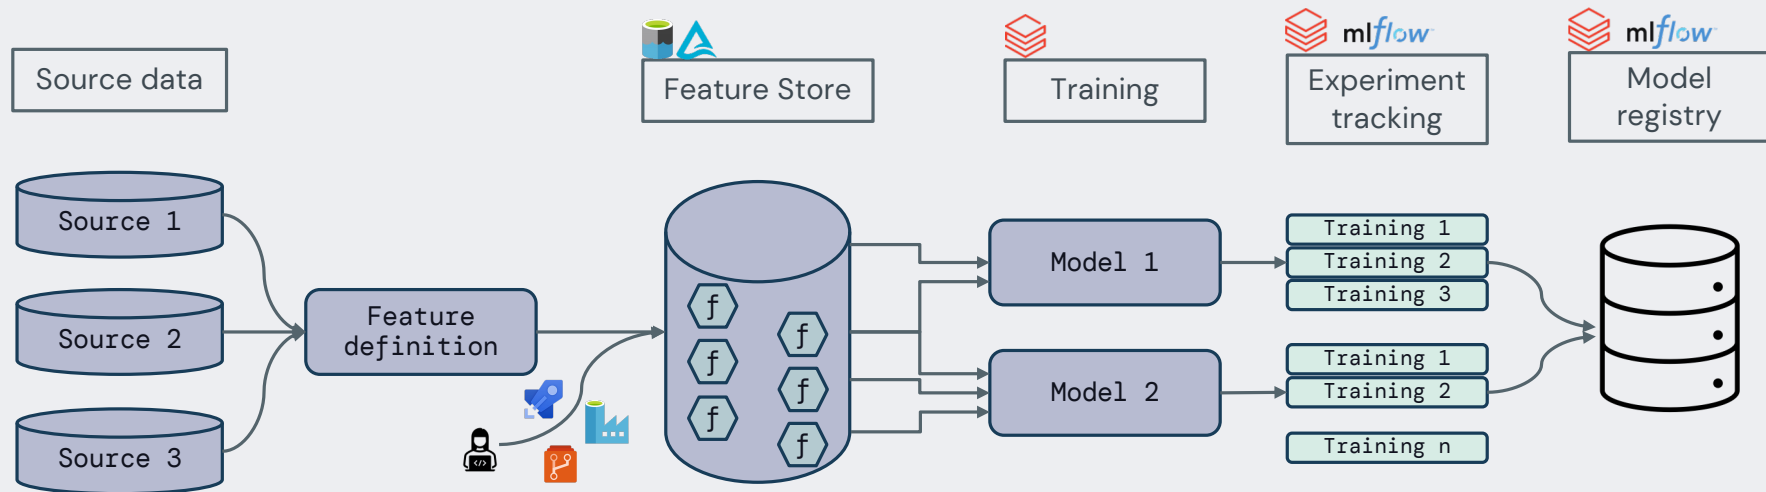 Source data
Feature Store
Training
mlflow
Experiment
tracking
mlflow
Model
registry
Source 1
Source 2
Source 3
Feature
definition
</>
f
f
f
f
f
f
Model 1
Model 2
Training 1
Training 2
Training 3
Training 1
Training 2
Training n